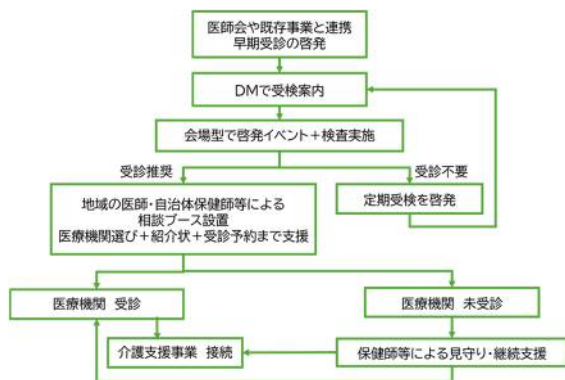 医師会や既存事業と連携
早期受診の啓発
DMで受検案内
会場型で啓発イベント＋検査実施
受診推奨
受診不要
地域の医師・自治体保健師等による
相談ブース設置
医療機関選び＋紹介状＋受診予約まで支援
定期受検を啓発
医療機関 受診
医療機関 未受診
介護支援事業 接続
保健師等による見守り・継続支援